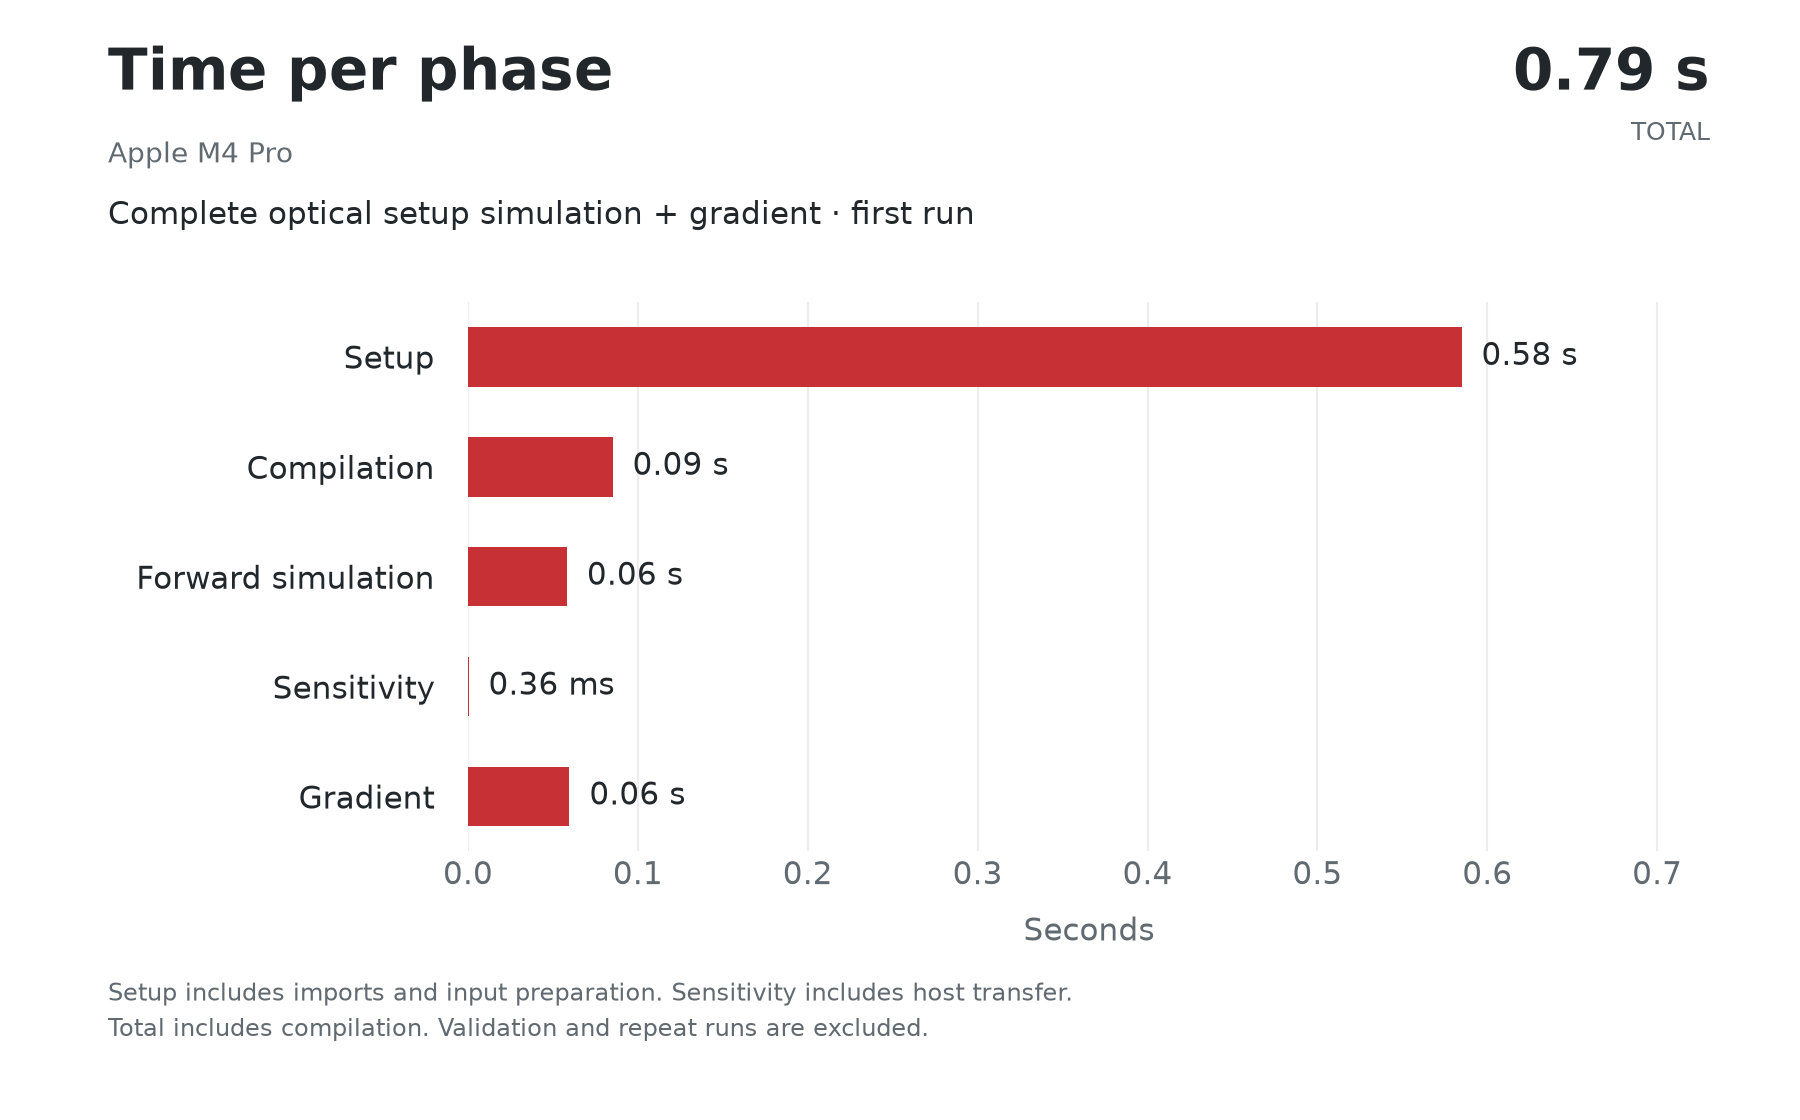 Time per phase
0.79 s
TOTAL
Apple M4 Pro
Complete optical setup simulation + gradient · first run
Setup
0.58 s
Compilation
0.09 s
Forward simulation
0.06 s
Sensitivity
0.36 ms
Gradient
0.06 s
0.0 0.1 0.2 0.3 0.4 0.5 0.6 0.7
Seconds
Setup includes imports and input preparation. Sensitivity includes host transfer.
Total includes compilation. Validation and repeat runs are excluded.